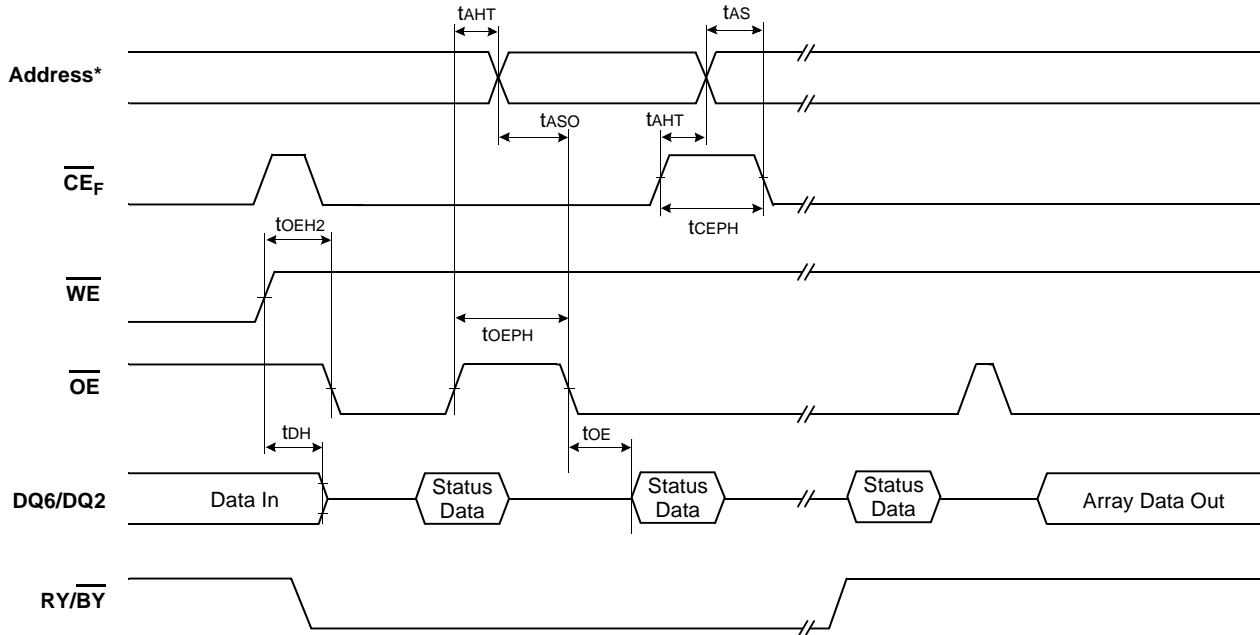 tAHT
tAS
Address*
tASO
tAHT
CEF
tCEPH
tOEH2
WE
tOEPH
OE
tDH
tOE
DQ6/DQ2
Data In
Status
Data
Status
Data
Status
Data
Array Data Out
RY/BY